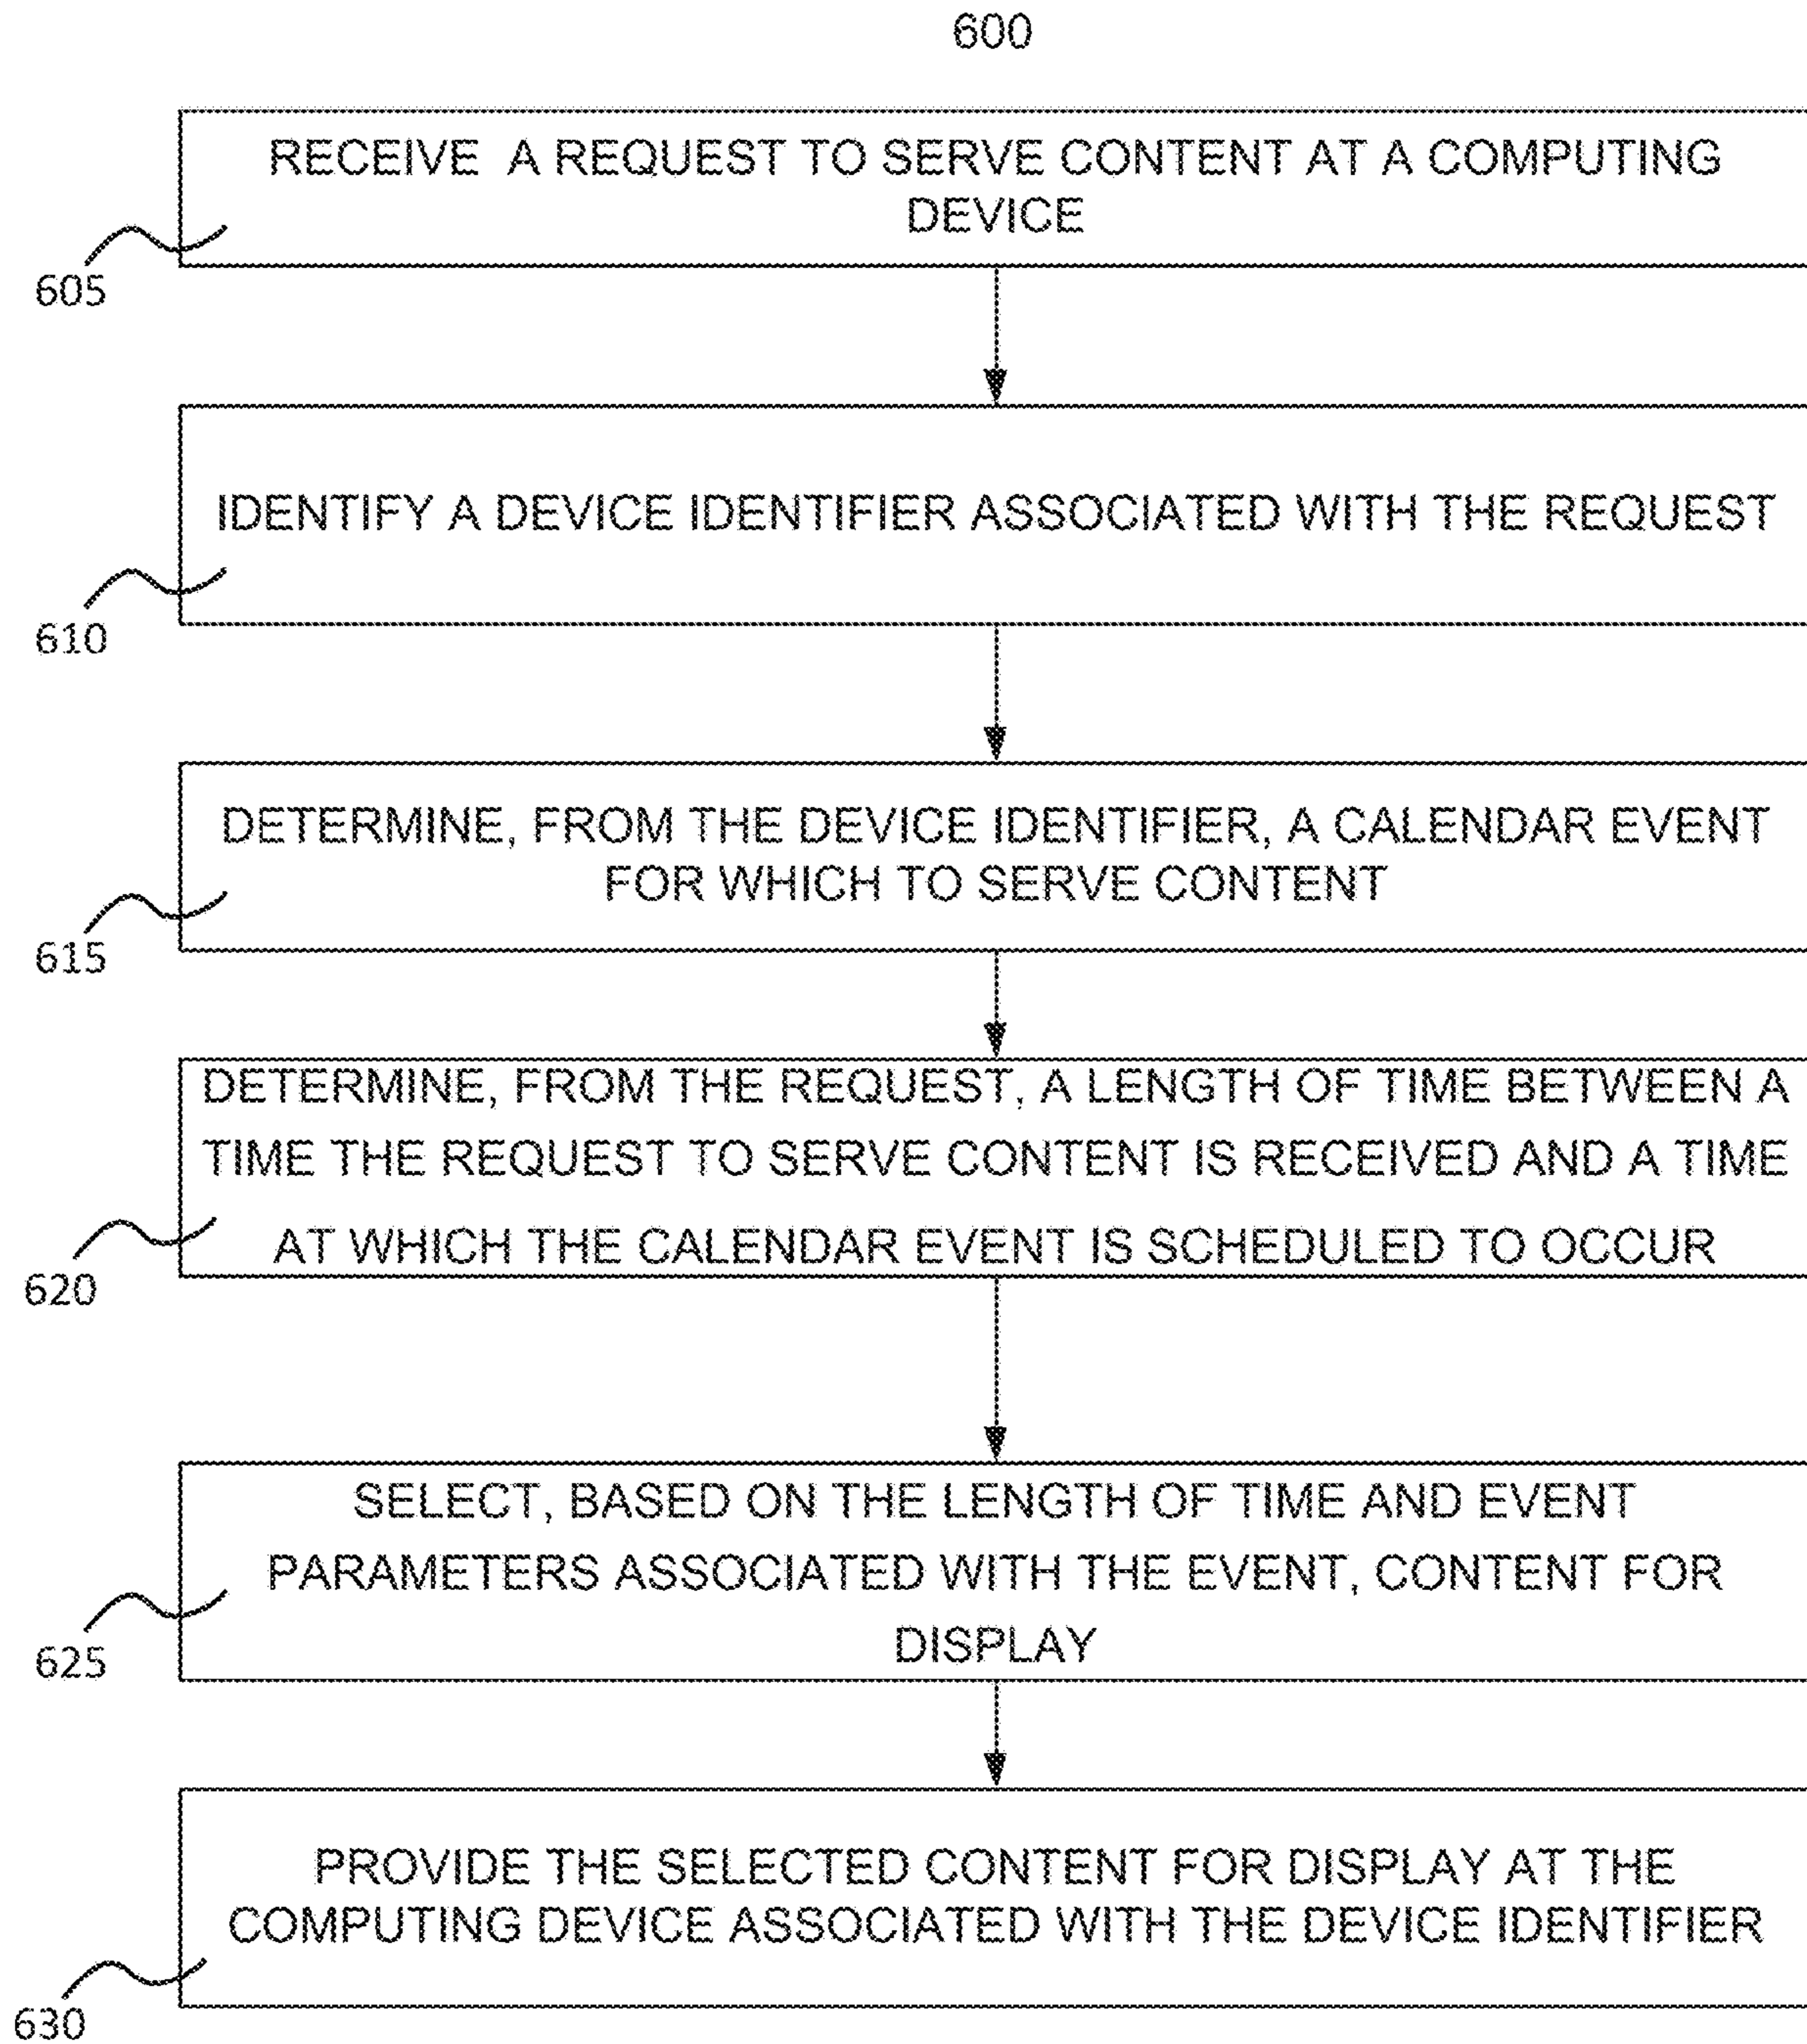 600
RECEIVE A REQUEST TO SERVE CONTENT AT A COMPUTING
DEVICE
605
IDENTIFY A DEVICE IDENTIFIER ASSOCIATED WITH THE REQUEST
610
DETERMINE, FROM THE DEVICE IDENTIFIER, A CALENDAR EVENT
FOR WHICH TO SERVE CONTENT
615
DETERMINE, FROM THE REQUEST, A LENGTH OF TIME BETWEEN A
TIME THE REQUEST TO SERVE CONTENT IS RECEIVED AND A TIME
AT WHICH THE CALENDAR EVENT IS SCHEDULED TO OCCUR
620
SELECT, BASED ON THE LENGTH OF TIME AND EVENT
PARAMETERS ASSOCIATED WITH THE EVENT, CONTENT FOR
DISPLAY
625
PROVIDE THE SELECTED CONTENT FOR DISPLAY AT THE
COMPUTING DEVICE ASSOCIATED WITH THE DEVICE IDENTIFIER
630